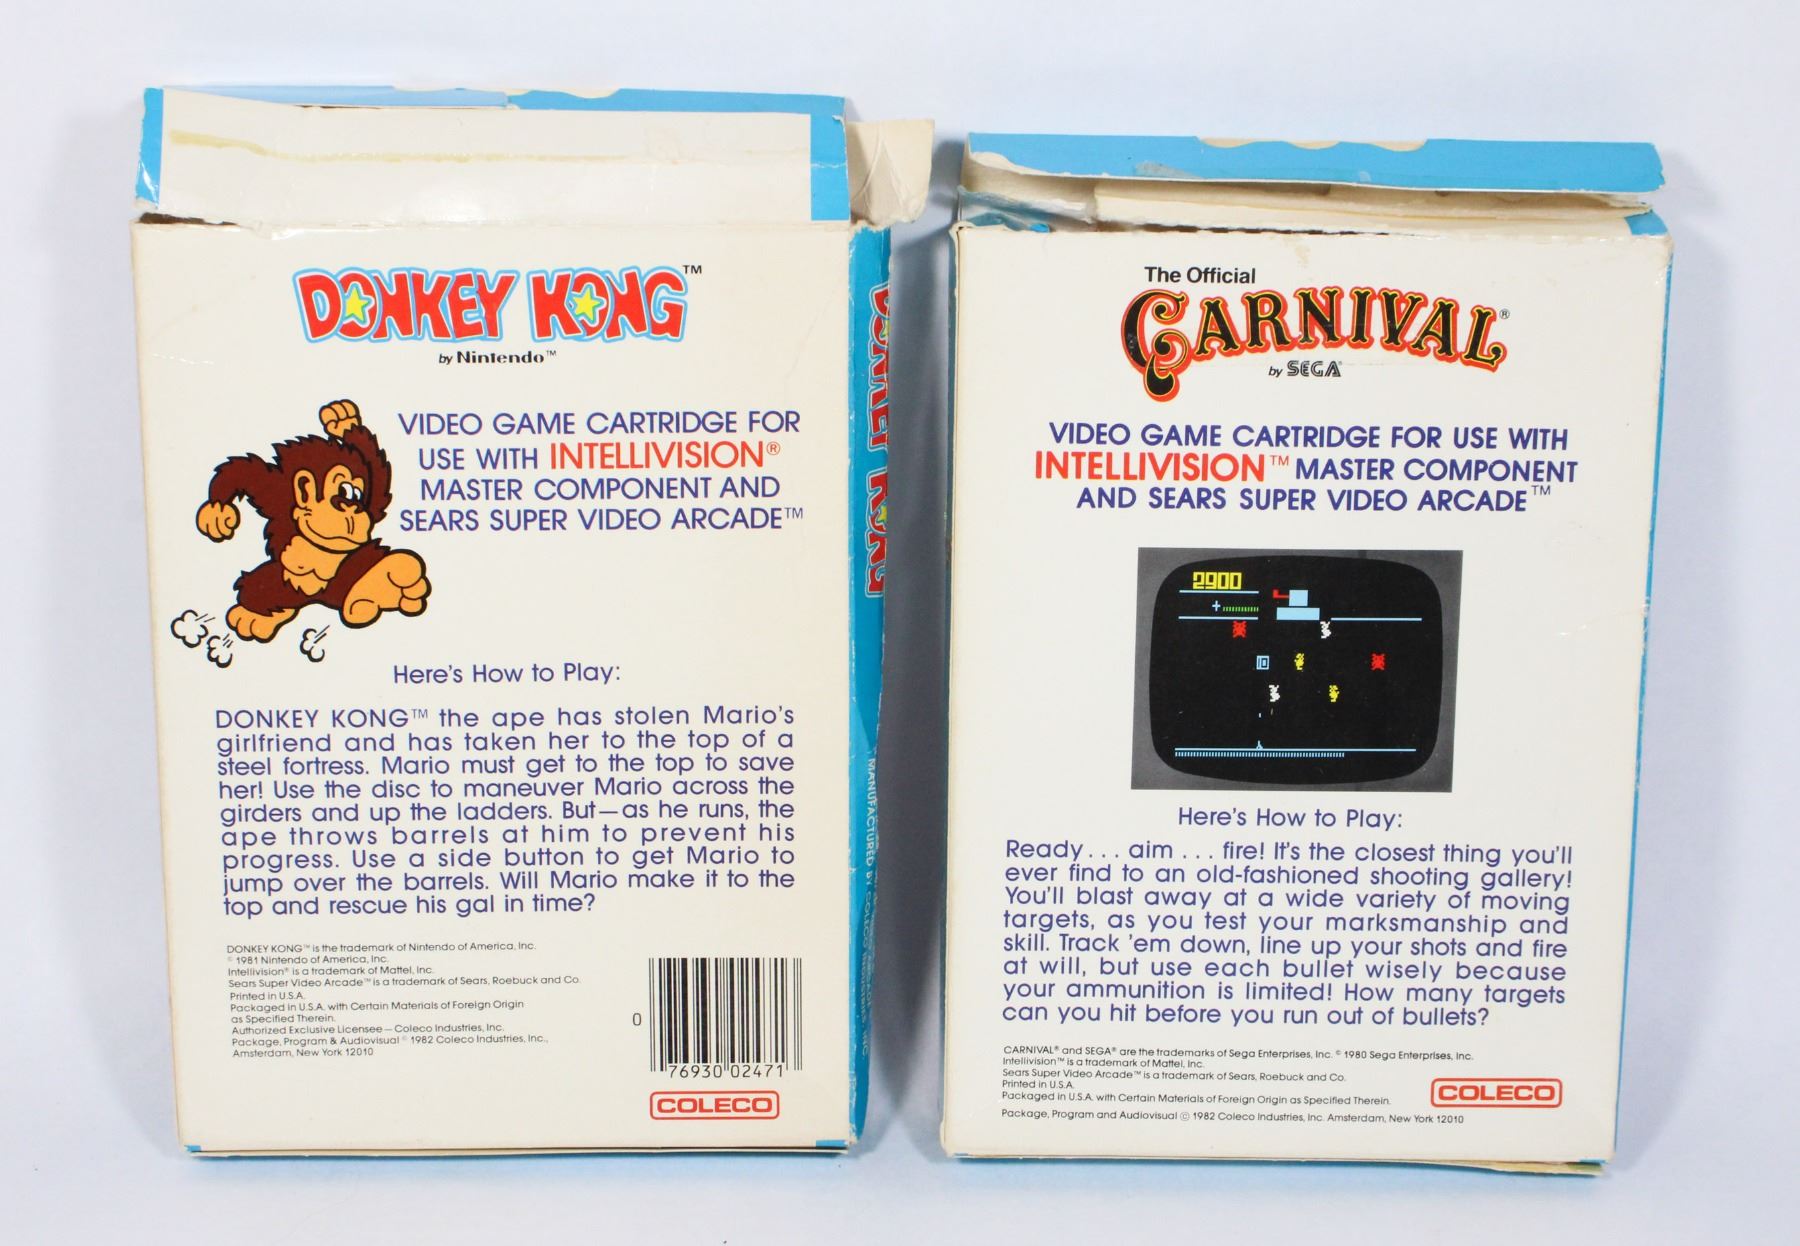 DONKEY KONG™
by Nintendo™
VIDEO GAME CARTRIDGE FOR
USE WITH INTELLIVISION®
MASTER COMPONENT AND
SEARS SUPER VIDEO ARCADE™
Here's How to Play:
DONKEY KONG™ the ape has stolen Mario's
girlfriend and has taken her to the top of a
steel fortress. Mario must get to the top to save
her! Use the disc to maneuver Mario across the
girders and up the ladders. But—as he runs, the
ape throws barrels at him to prevent his
progress. Use a side button to get Mario to
jump over the barrels. Will Mario make it to the
top and rescue his gal in time?
DONKEY KONG™ is the trademark of Nintendo of America, Inc.
© 1981 Nintendo of America, Inc.
Intellivision® is a trademark of Mattel, Inc.
Sears Super Video Arcade™ is a trademark of Sears, Roebuck and Co.
Printed in U.S.A.
Packaged in U.S.A. with Certain Materials of Foreign Origin
as Specified Therein.
Authorized Exclusive Licensee—Coleco Industries, Inc.
Package, Program & Audiovisual © 1982 Coleco Industries, Inc.,
Amsterdam, New York 12010
0 76930 02471
COLECO
DONKEY KONG
MANUFACTURED BY COLECO INDUSTRIES, INC.
The Official
CARNIVAL®
by SEGA®
VIDEO GAME CARTRIDGE FOR USE WITH
INTELLIVISION™ MASTER COMPONENT
AND SEARS SUPER VIDEO ARCADE™
2900
Here's How to Play:
Ready... aim... fire! It's the closest thing you'll
ever find to an old-fashioned shooting gallery!
You'll blast away at a wide variety of moving
targets, as you test your marksmanship and
skill. Track 'em down, line up your shots and fire
at will, but use each bullet wisely because
your ammunition is limited! How many targets
can you hit before you run out of bullets?
CARNIVAL® and SEGA® are the trademarks of Sega Enterprises, Inc. © 1980 Sega Enterprises, Inc.
Intellivision™ is a trademark of Mattel, Inc.
Sears Super Video Arcade™ is a trademark of Sears, Roebuck and Co.
Printed in U.S.A.
Packaged in U.S.A. with Certain Materials of Foreign Origin as Specified Therein.
Package, Program and Audiovisual © 1982 Coleco Industries, Inc. Amsterdam, New York 12010
COLECO